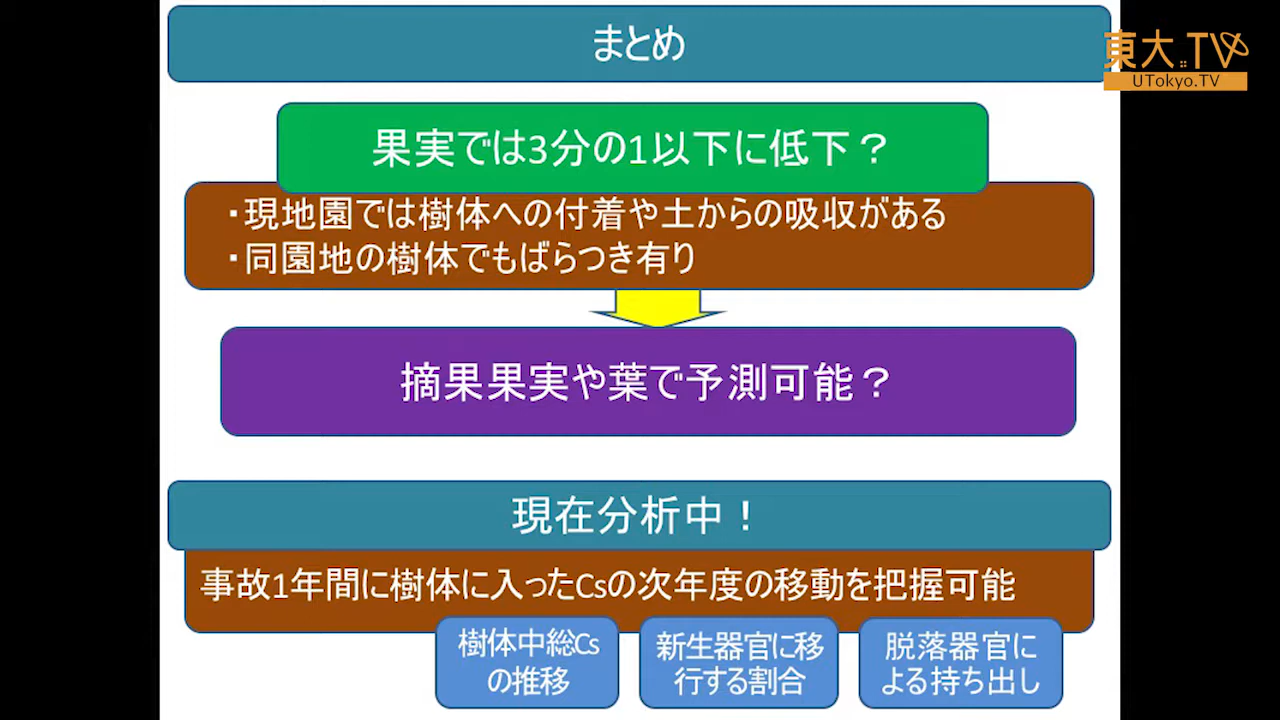 まとめ
東大.TV
UTokyo.TV
果実では3分の1以下に低下？
・現地園では樹体への付着や土からの吸収がある
・同園地の樹体でもばらつき有り
摘果果実や葉で予測可能？
現在分析中！
事故1年間に樹体に入ったCsの次年度の移動を把握可能
樹体中総Cs
の推移
新生器官に移
行する割合
脱落器官に
よる持ち出し